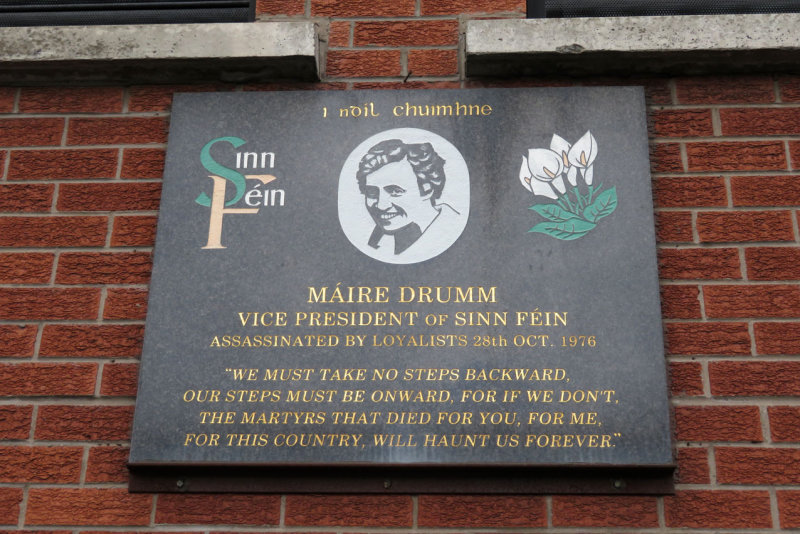 I nDIL chuimhne
Sinn
Féin
MÁIRE DRUMM
VICE PRESIDENT OF SINN FÉIN
ASSASSINATED BY LOYALISTS 28th OCT. 1976
"WE MUST TAKE NO STEPS BACKWARD,
OUR STEPS MUST BE ONWARD, FOR IF WE DON'T,
THE MARTYRS THAT DIED FOR YOU, FOR ME,
FOR THIS COUNTRY, WILL HAUNT US FOREVER."